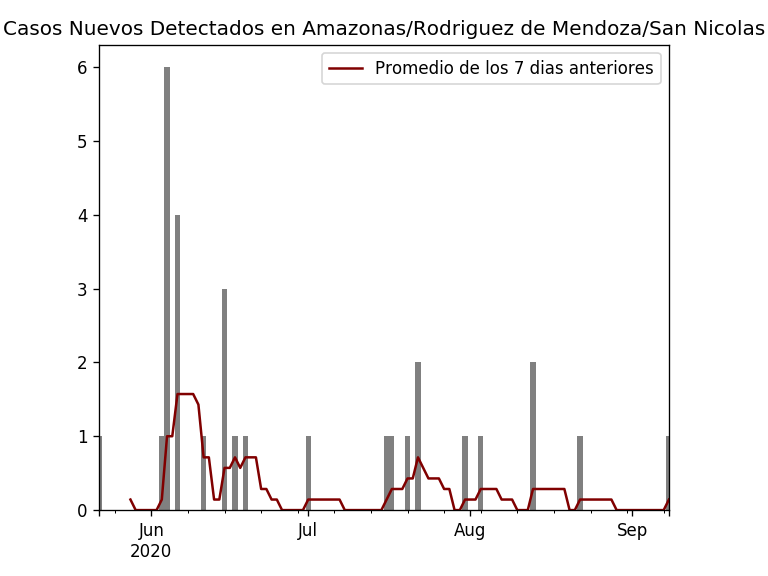 Casos Nuevos Detectados en Amazonas/Rodriguez de Mendoza/San Nicolas
Promedio de los 7 dias anteriores
6
5
4
3
2
1
0
Jun
2020
Jul
Aug
Sep